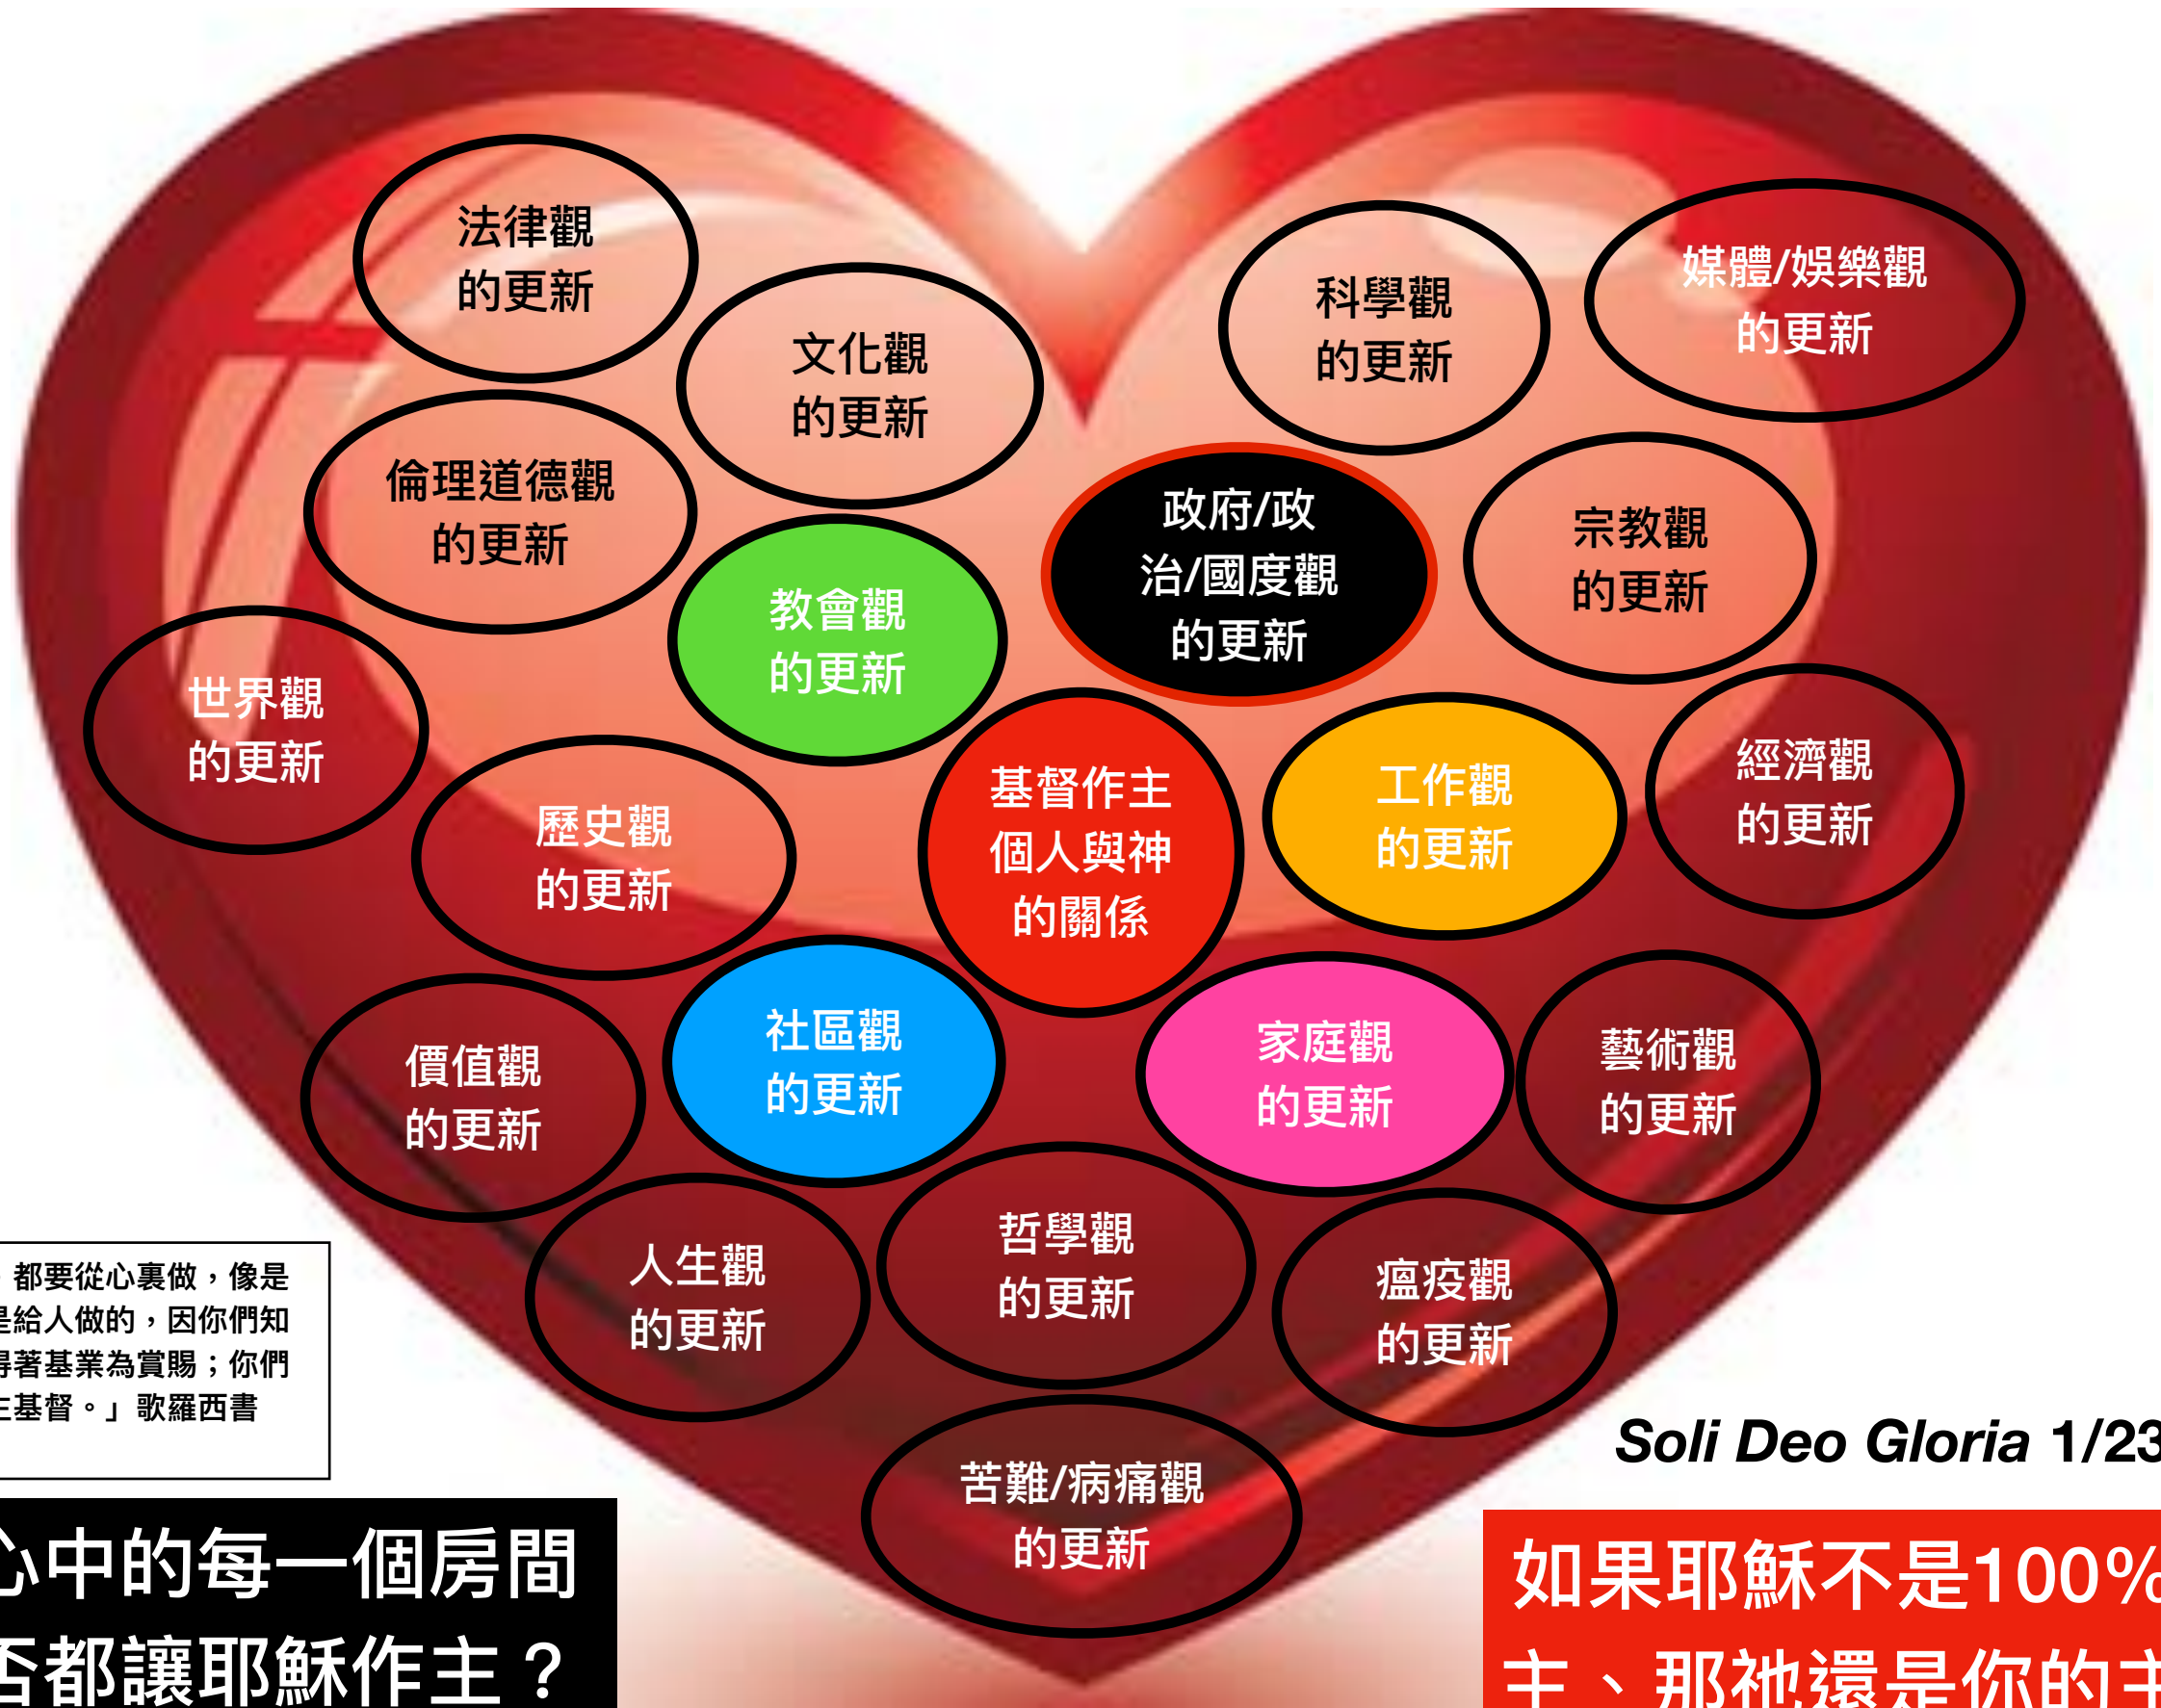 法律觀
的更新
文化觀
的更新
科學觀
的更新
媒體/娛樂觀
的更新
倫理道德觀
的更新
教會觀
的更新
政府/政
治/國度觀
的更新
宗教觀
的更新
世界觀
的更新
歷史觀
的更新
基督作主
個人與神
的關係
工作觀
的更新
經濟觀
的更新
價值觀
的更新
社區觀
的更新
家庭觀
的更新
藝術觀
的更新
人生觀
的更新
哲學觀
的更新
瘟疫觀
的更新
苦難/病痛觀
的更新
都要從心裏做，像是
是給人做的，因你們知
得著基業為賞賜；你們
主基督。」歌羅西書
Soli Deo Gloria 1/23
心中的每一個房間
否都讓耶穌作主？
如果耶穌不是100%
主、那祂還是你的主